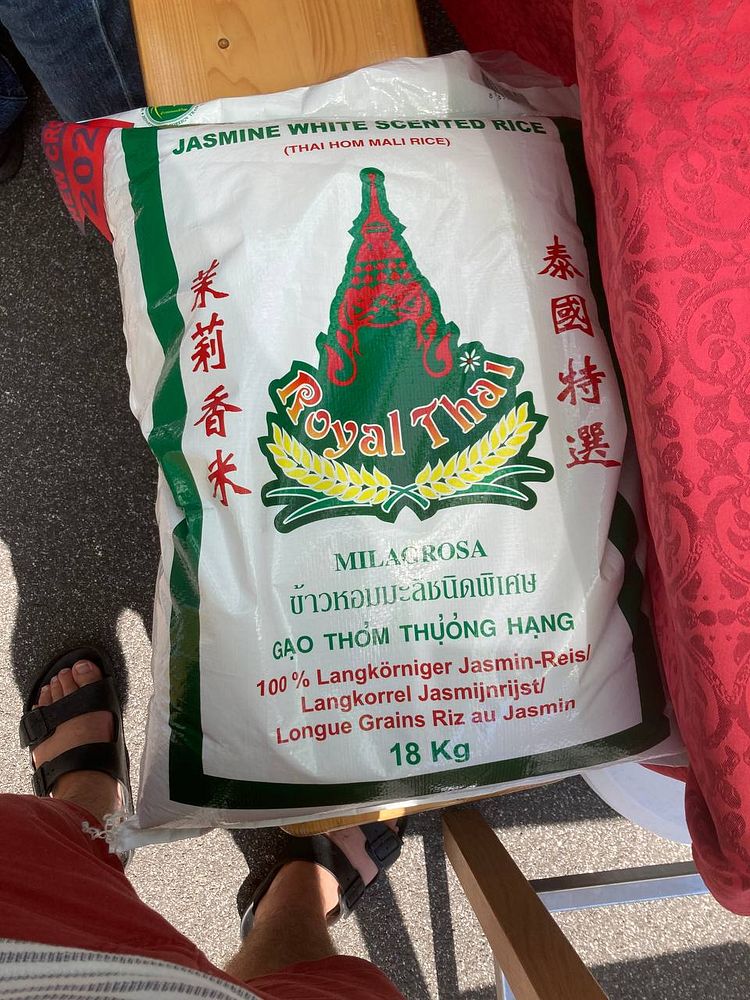 JASMINE WHITE SCENTED RICE
(THAI HOM MALI RICE)
茉莉香米
泰國特選
Royal Thai
MILAGROSA
ข้าวหอมมะลิชนิดพิเศษ
GẠO THỎM THƯỢNG HẠNG
100 % Langkörniger Jasmin-Reis/
Langkorrel Jasmijnrijst/
Longue Grains Riz au Jasmin
18 Kg